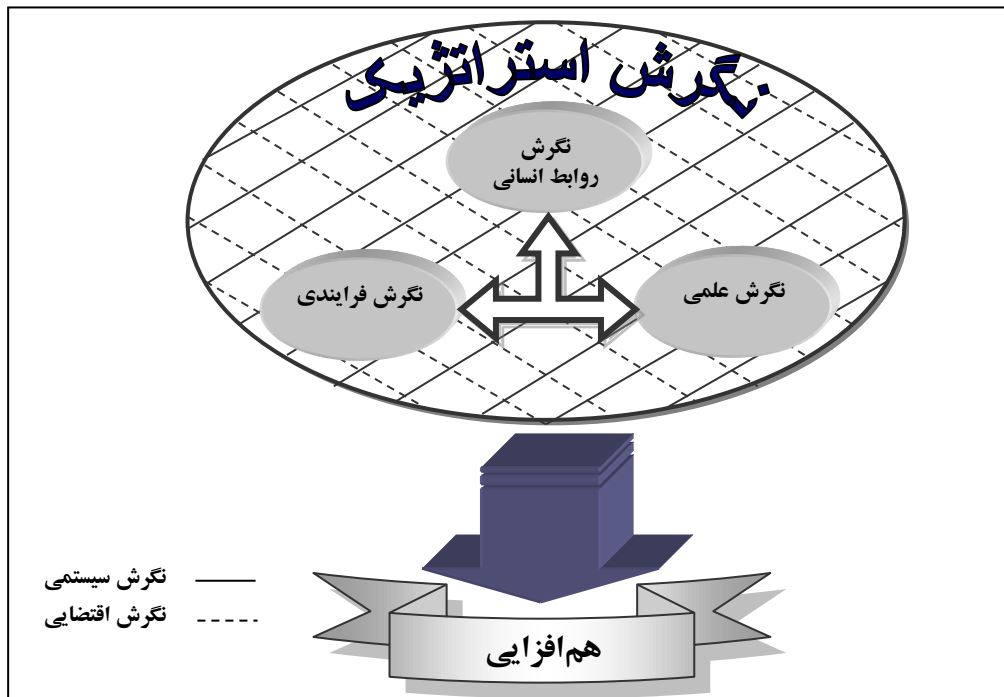 نگرش استراتژیک
نگرش
روابط انسانی
نگرش علمی
نگرش فرایندی
نگرش سیستمی
نگرش اقتضایی
هم‌افزایی